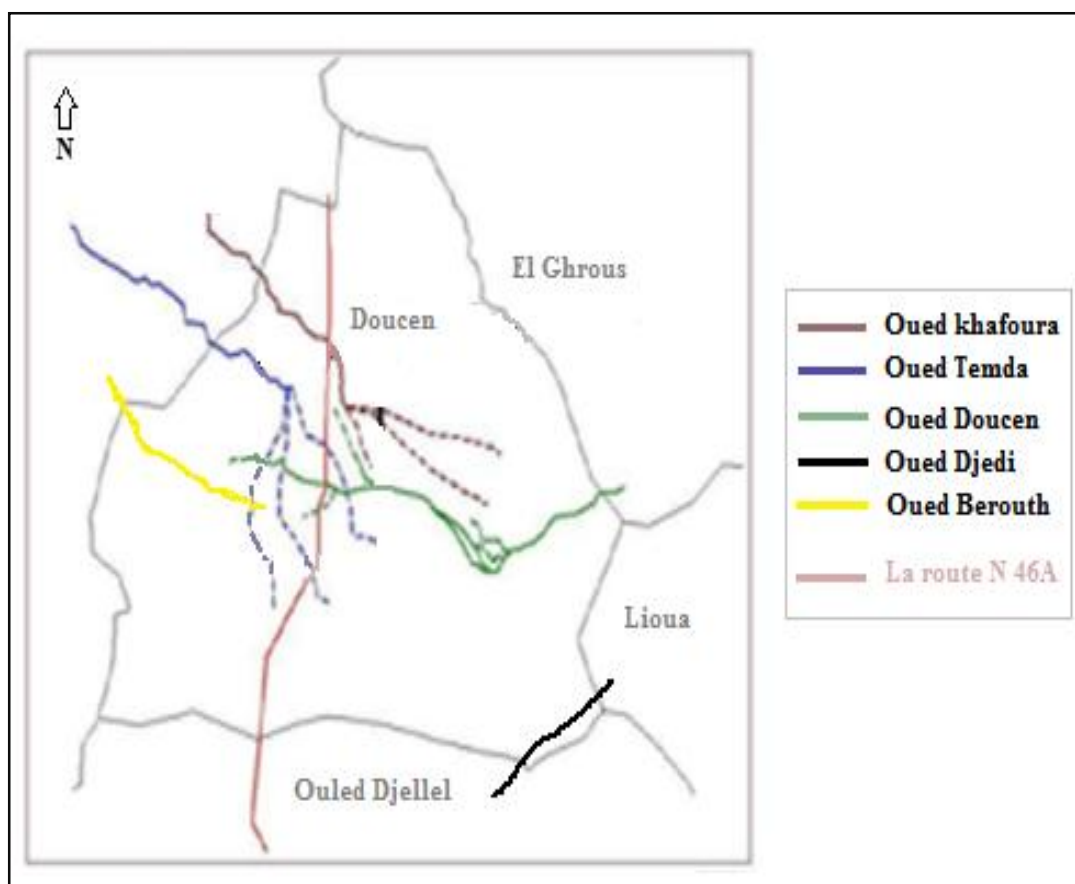 N
El Ghrous
Doucen
Lioua
Ouled Djellel
Oued khafoura
Oued Temda
Oued Doucen
Oued Djedi
Oued Berouth
La route N 46A